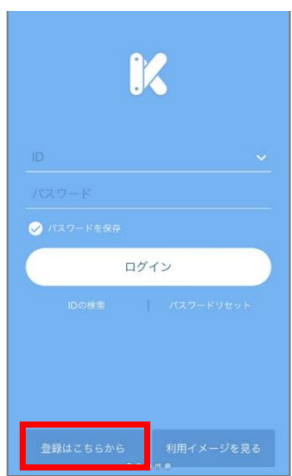 ID
パスワード
パスワードを保存
ログイン
IDの検索 | パスワードリセット
登録はこちらから 利用イメージを見る